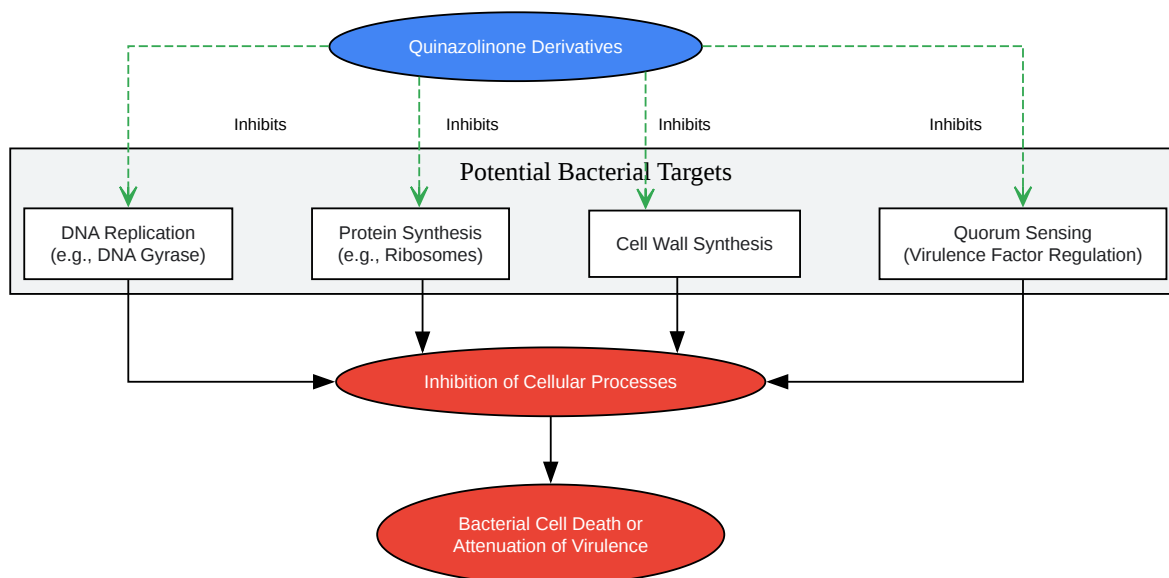 Quinazolinone Derivatives
Inhibits
Inhibits
Inhibits
Inhibits
Potential Bacterial Targets
DNA Replication
(e.g., DNA Gyrase)
Protein Synthesis
(e.g., Ribosomes)
Cell Wall Synthesis
Quorum Sensing
(Virulence Factor Regulation)
Inhibition of Cellular Processes
Bacterial Cell Death or
Attenuation of Virulence